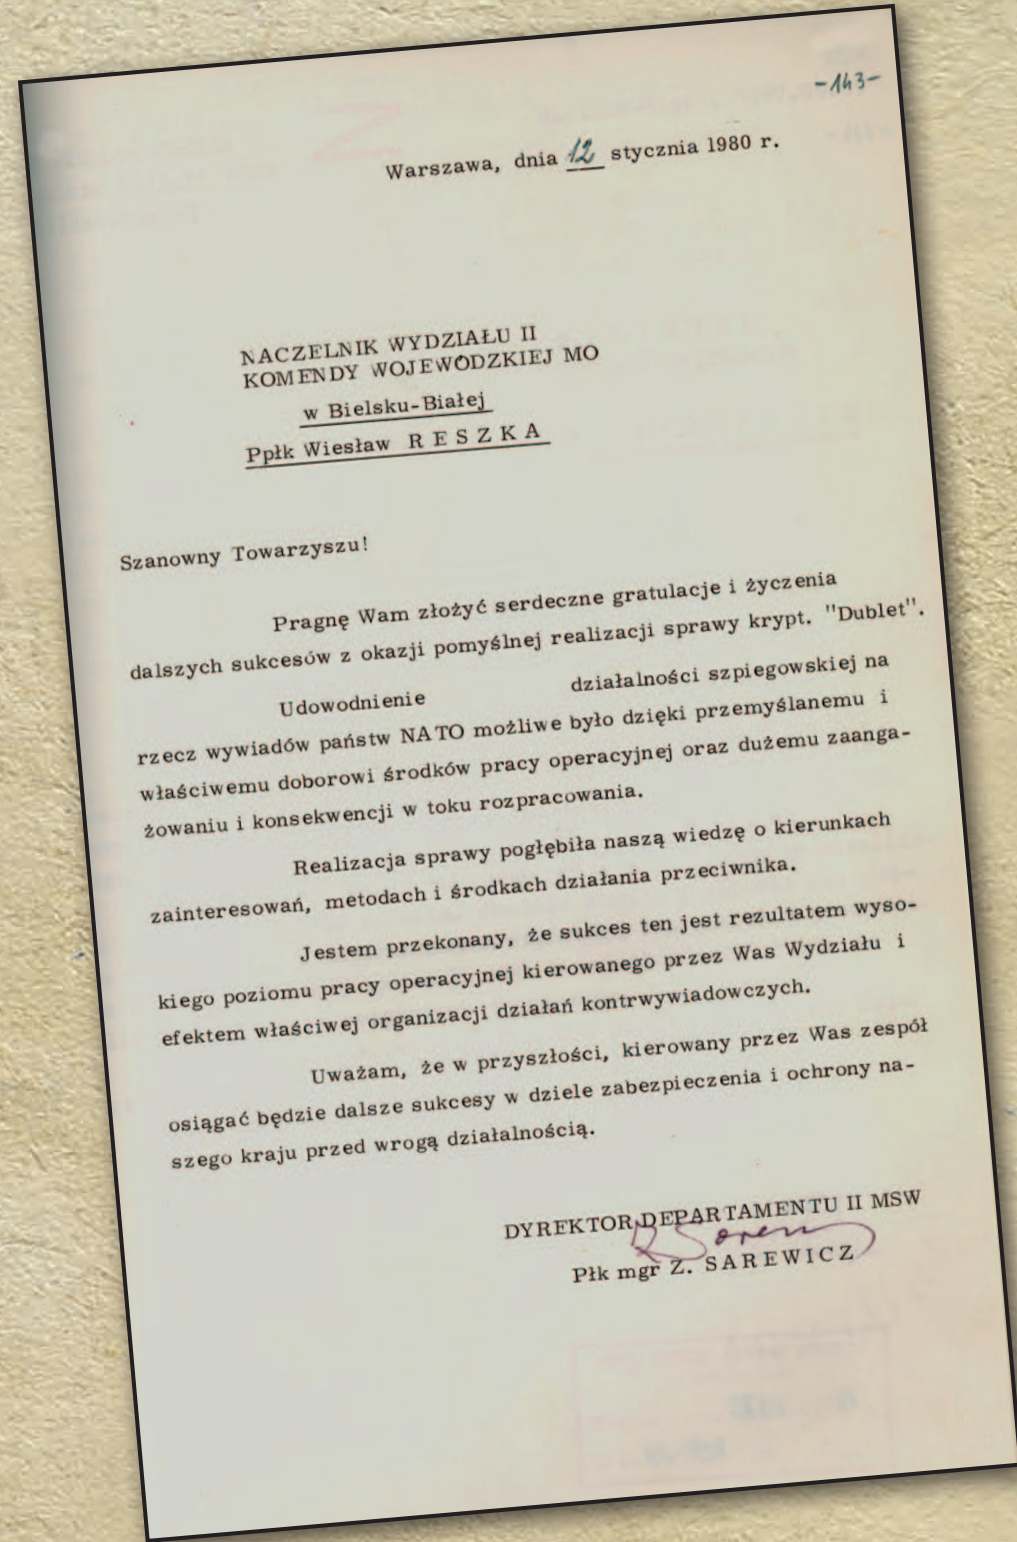 -143-
Warszawa, dnia 12 stycznia 1980 r.
NACZELNIK WYDZIAŁU II
KOMENDY WOJEWÓDZKIEJ MO
w Bielsku-Białej
Ppłk Wiesław R E S Z K A
Szanowny Towarzyszu!
Pragnę Wam złożyć serdeczne gratulacje i życzenia
dalszych sukcesów z okazji pomyślnej realizacji sprawy krypt. "Dublet".
Udowodnienie działalności szpiegowskiej na
rzecz wywiadów państw NATO możliwe było dzięki przemyślanemu i
właściwemu doborowi środków pracy operacyjnej oraz dużemu zaanga-
żowaniu i konsekwencji w toku rozpracowania.
Realizacja sprawy pogłębiła naszą wiedzę o kierunkach
zainteresowań, metodach i środkach działania przeciwnika.
Jestem przekonany, że sukces ten jest rezultatem wyso-
kiego poziomu pracy operacyjnej kierowanego przez Was Wydziału i
efektem właściwej organizacji działań kontrwywiadowczych.
Uważam, że w przyszłości, kierowany przez Was zespół
osiągać będzie dalsze sukcesy w dziele zabezpieczenia i ochrony na-
szego kraju przed wrogą działalnością.
DYREKTOR DEPARTAMENTU II MSW
Płk mgr Z. SAREWICZ